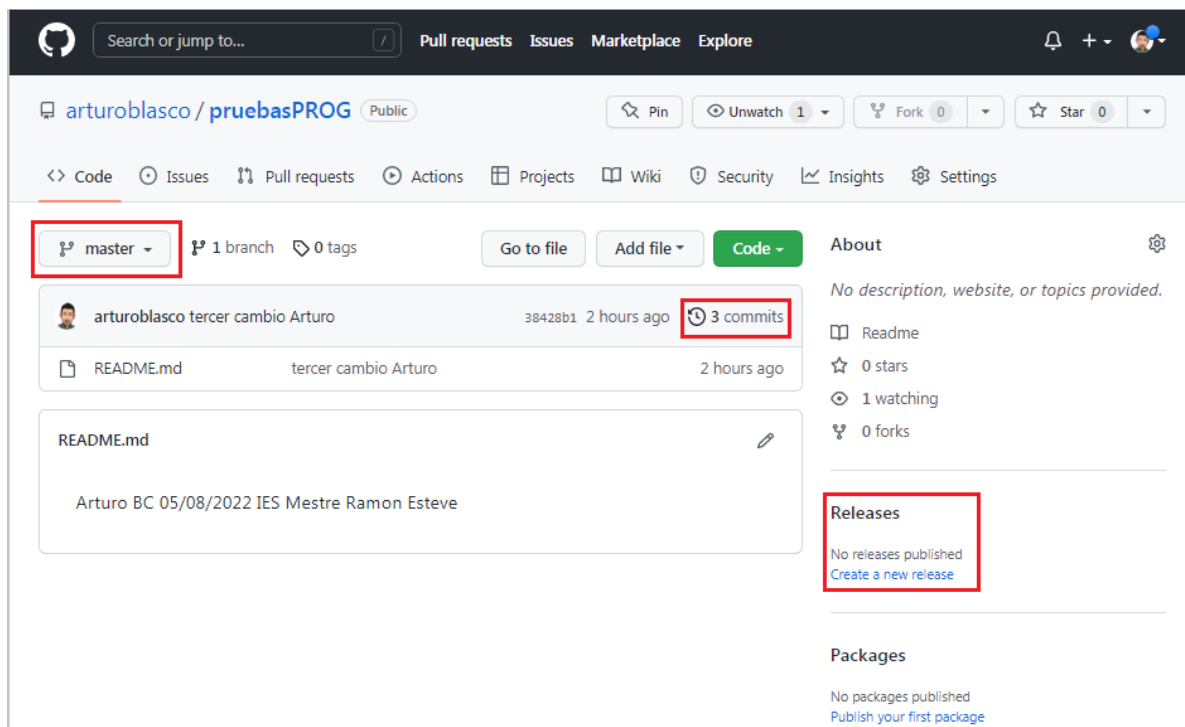 Search or jump to... / Pull requests Issues Marketplace Explore
arturoblasco / pruebasPROG Public Pin Unwatch 1 Fork 0 Star 0
Code Issues Pull requests Actions Projects Wiki Security Insights Settings
master 1 branch 0 tags Go to file Add file Code
arturoblasco tercer cambio Arturo 38428b1 2 hours ago 3 commits
README.md tercer cambio Arturo 2 hours ago
README.md
Arturo BC 05/08/2022 IES Mestre Ramon Esteve
About
No description, website, or topics provided.
Readme
0 stars
1 watching
0 forks
Releases
No releases published
Create a new release
Packages
No packages published
Publish your first package